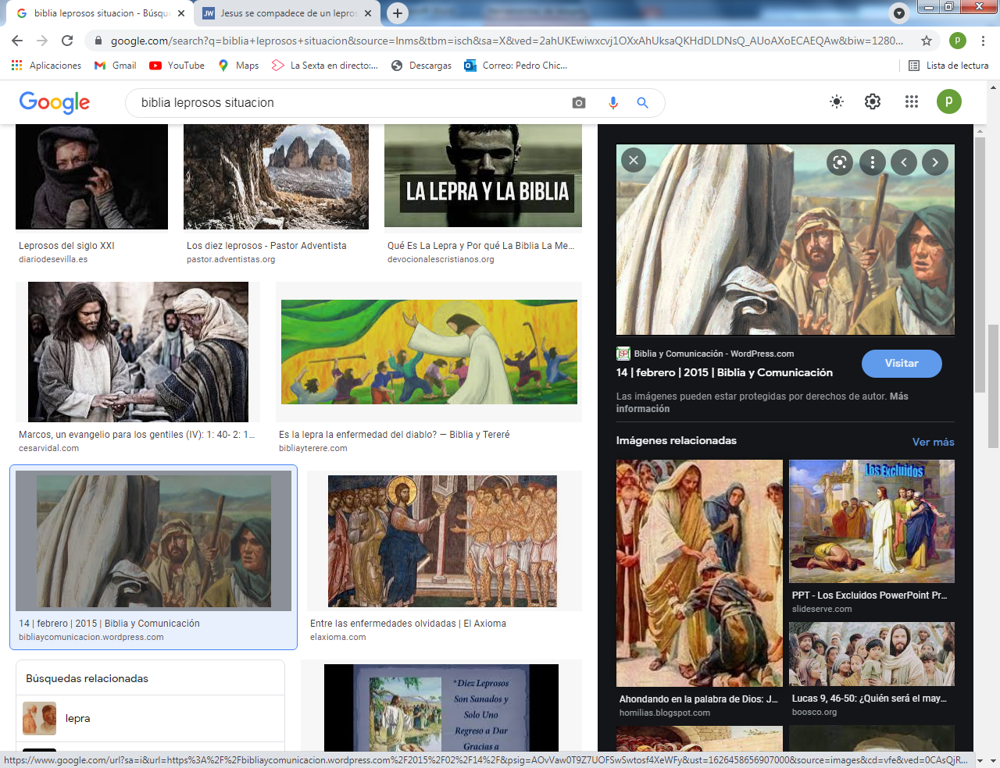 biblia leprosos situacion - Búsqu
Jesus se compadece de un lepros
google.com/search?q=biblia+leprosos+situacion&source=lnms&tbm=isch&sa=X&ved=2ahUKEwiwxcvj1OXxAhUksaQKHdDLDNsQ_AUoAXoECAEQAw&biw=1280...
Aplicaciones
Gmail
YouTube
Maps
La Sexta en directo:...
Descargas
Correo: Pedro Chic...
Lista de lectura
Google
biblia leprosos situacion
p
LA LEPRA Y LA BIBLIA
Leprosos del siglo XXI
diariodesevilla.es
Los diez leprosos - Pastor Adventista
pastor.adventistas.org
Qué Es La Lepra y Por qué La Biblia La Me...
devocionalescristianos.org
Marcos, un evangelio para los gentiles (IV): 1: 40- 2: 1...
cesarvidal.com
Es la lepra la enfermedad del diablo? — Biblia y Tereré
bibliayterere.com
14 | febrero | 2015 | Biblia y Comunicación
bibliaycomunicacion.wordpress.com
Entre las enfermedades olvidadas | El Axioma
elaxioma.com
Búsquedas relacionadas
lepra
*Diez Leprosos
Son Sanados y
Solo Uno
Regreso a Dar
Gracias a
Biblia y Comunicación - WordPress.com
14 | febrero | 2015 | Biblia y Comunicación
Visitar
Las imágenes pueden estar protegidas por derechos de autor. Más
información
Imágenes relacionadas
Ver más
Los Excluidos
PPT - Los Excluidos PowerPoint Pr...
slideserve.com
Ahondando en la palabra de Dios: J...
homilias.blogspot.com
Lucas 9, 46-50: ¿Quién será el may...
boosco.org
https://www.google.com/url?sa=i&url=https%3A%2F%2Fbibliaycomunicacion.wordpress.com%2F2015%2F02%2F14%2F&psig=AOvVaw0T9Z7UOFSwSwtosf4XeWFy&ust=1626458656907000&source=images&cd=vfe&ved=0CAsQjR...